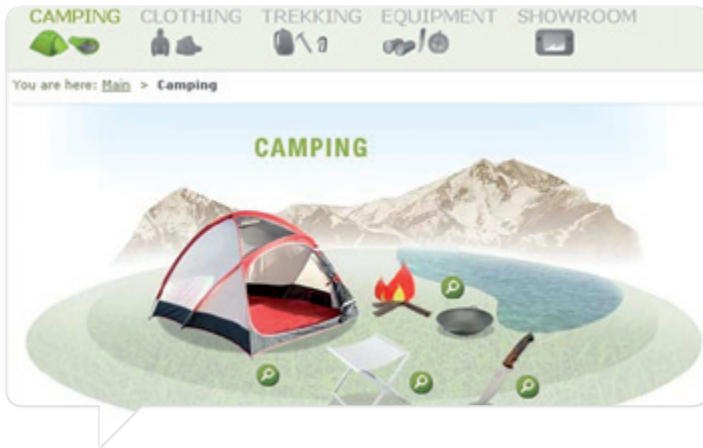 CAMPING CLOTHING TREKKING EQUIPMENT SHOWROOM
You are here: Main > Camping
CAMPING